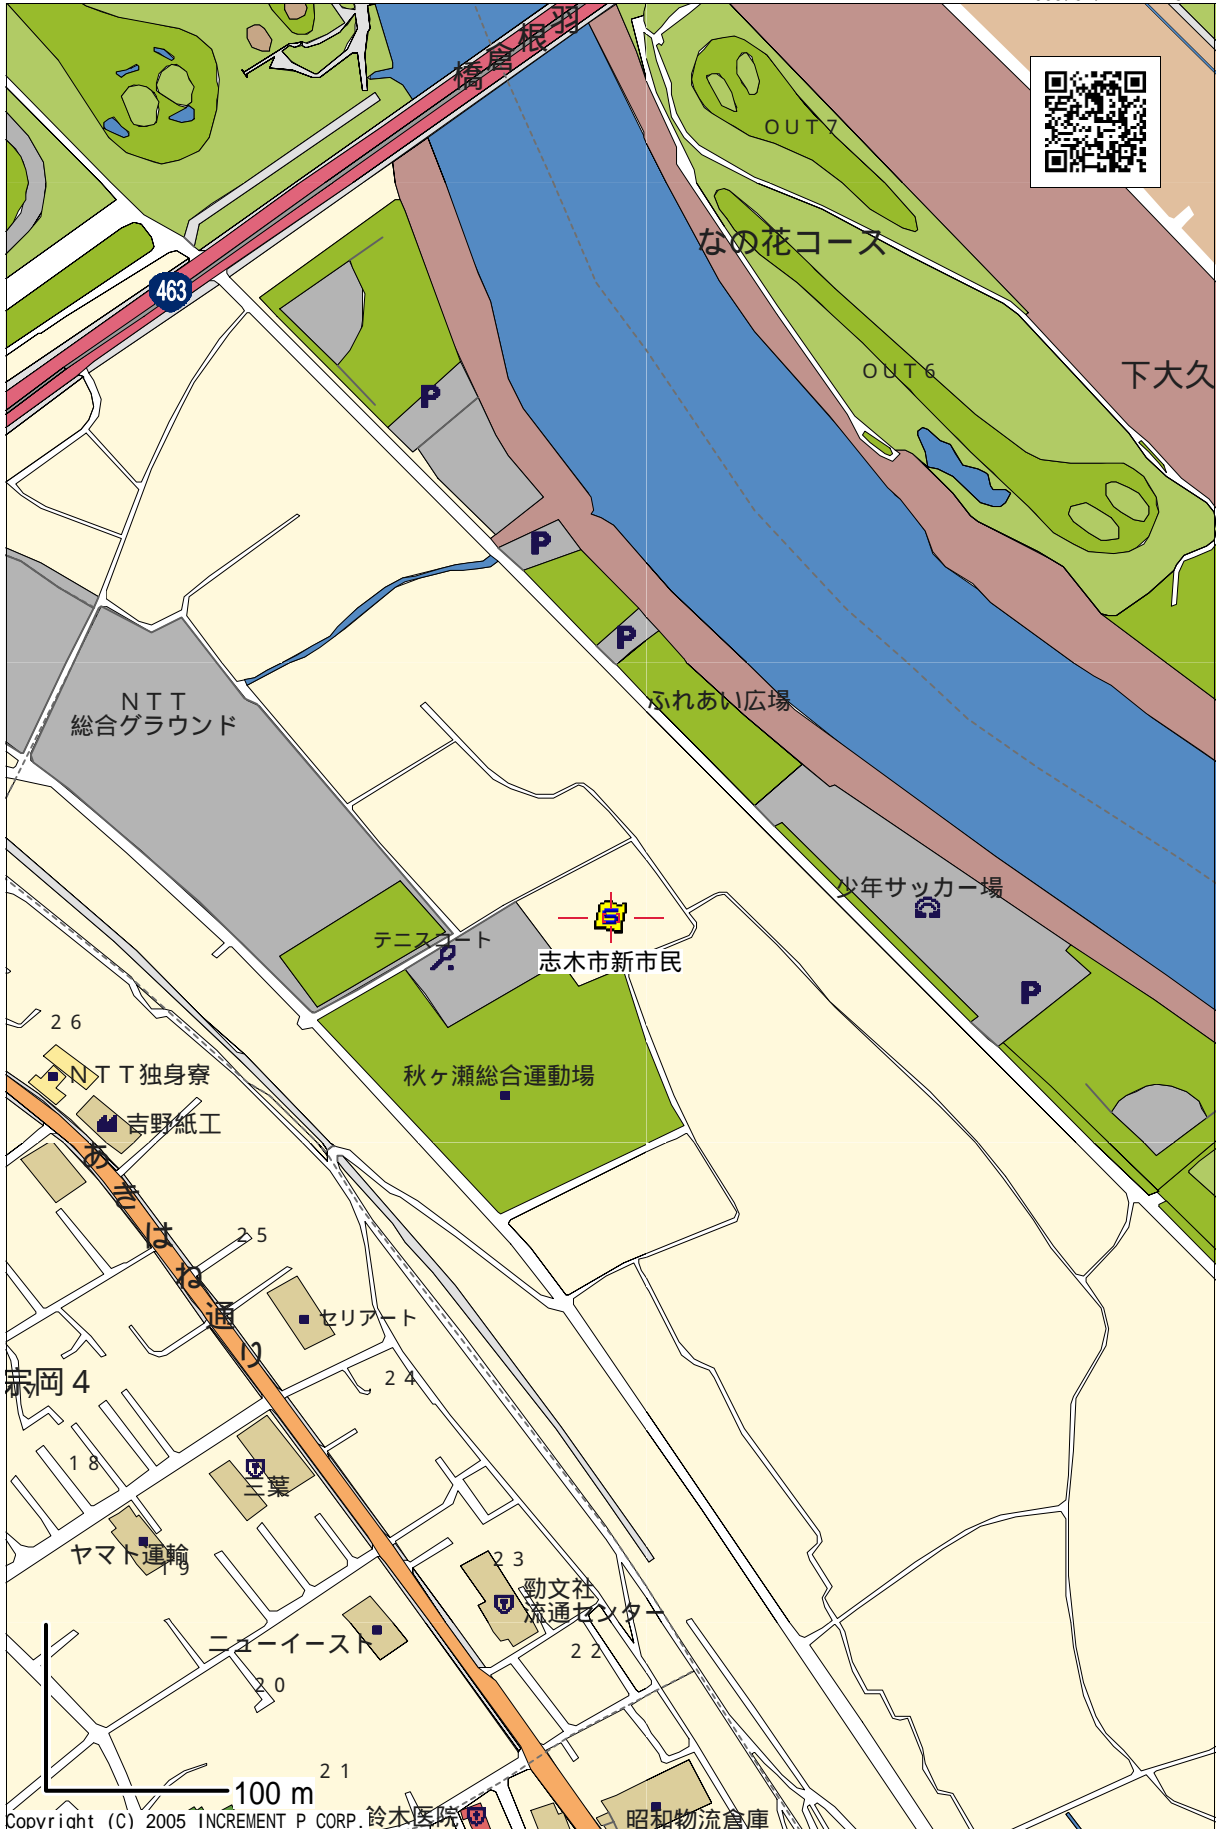 羽根倉橋
OUT7
なの花コース
463
OUT6
下大久
P
P
P
NTT
総合グラウンド
ふれあい広場
少年サッカー場
テニスコート
S
志木市新市民
P
26
秋ヶ瀬総合運動場
NTT独身寮
吉野紙工
あきはね通り
25
セリアート
24
宗岡4
18
三葉
ヤマト運輸
19
23
勁文社
流通センター
ニューイースト
22
20
21
100 m
鈴木医院
昭和物流倉庫
Copyright (C) 2005 INCREMENT P CORP.